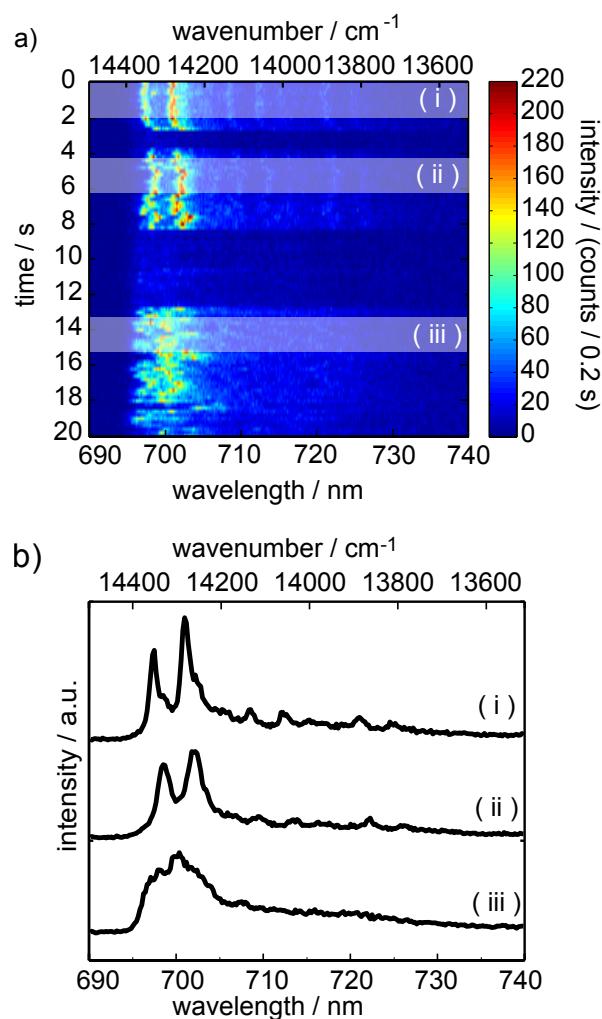 a)
wavenumber / cm-1
14400 14200 14000 13800 13600
0
2
4
6
8
10
12
14
16
18
20
time / s
( i )
( ii )
( iii )
690 700 710 720 730 740
wavelength / nm
220
200
180
160
140
120
100
80
60
40
20
0
intensity / (counts / 0.2 s)
b)
wavenumber / cm-1
14400 14200 14000 13800 13600
intensity / a.u.
( i )
( ii )
( iii )
690 700 710 720 730 740
wavelength / nm